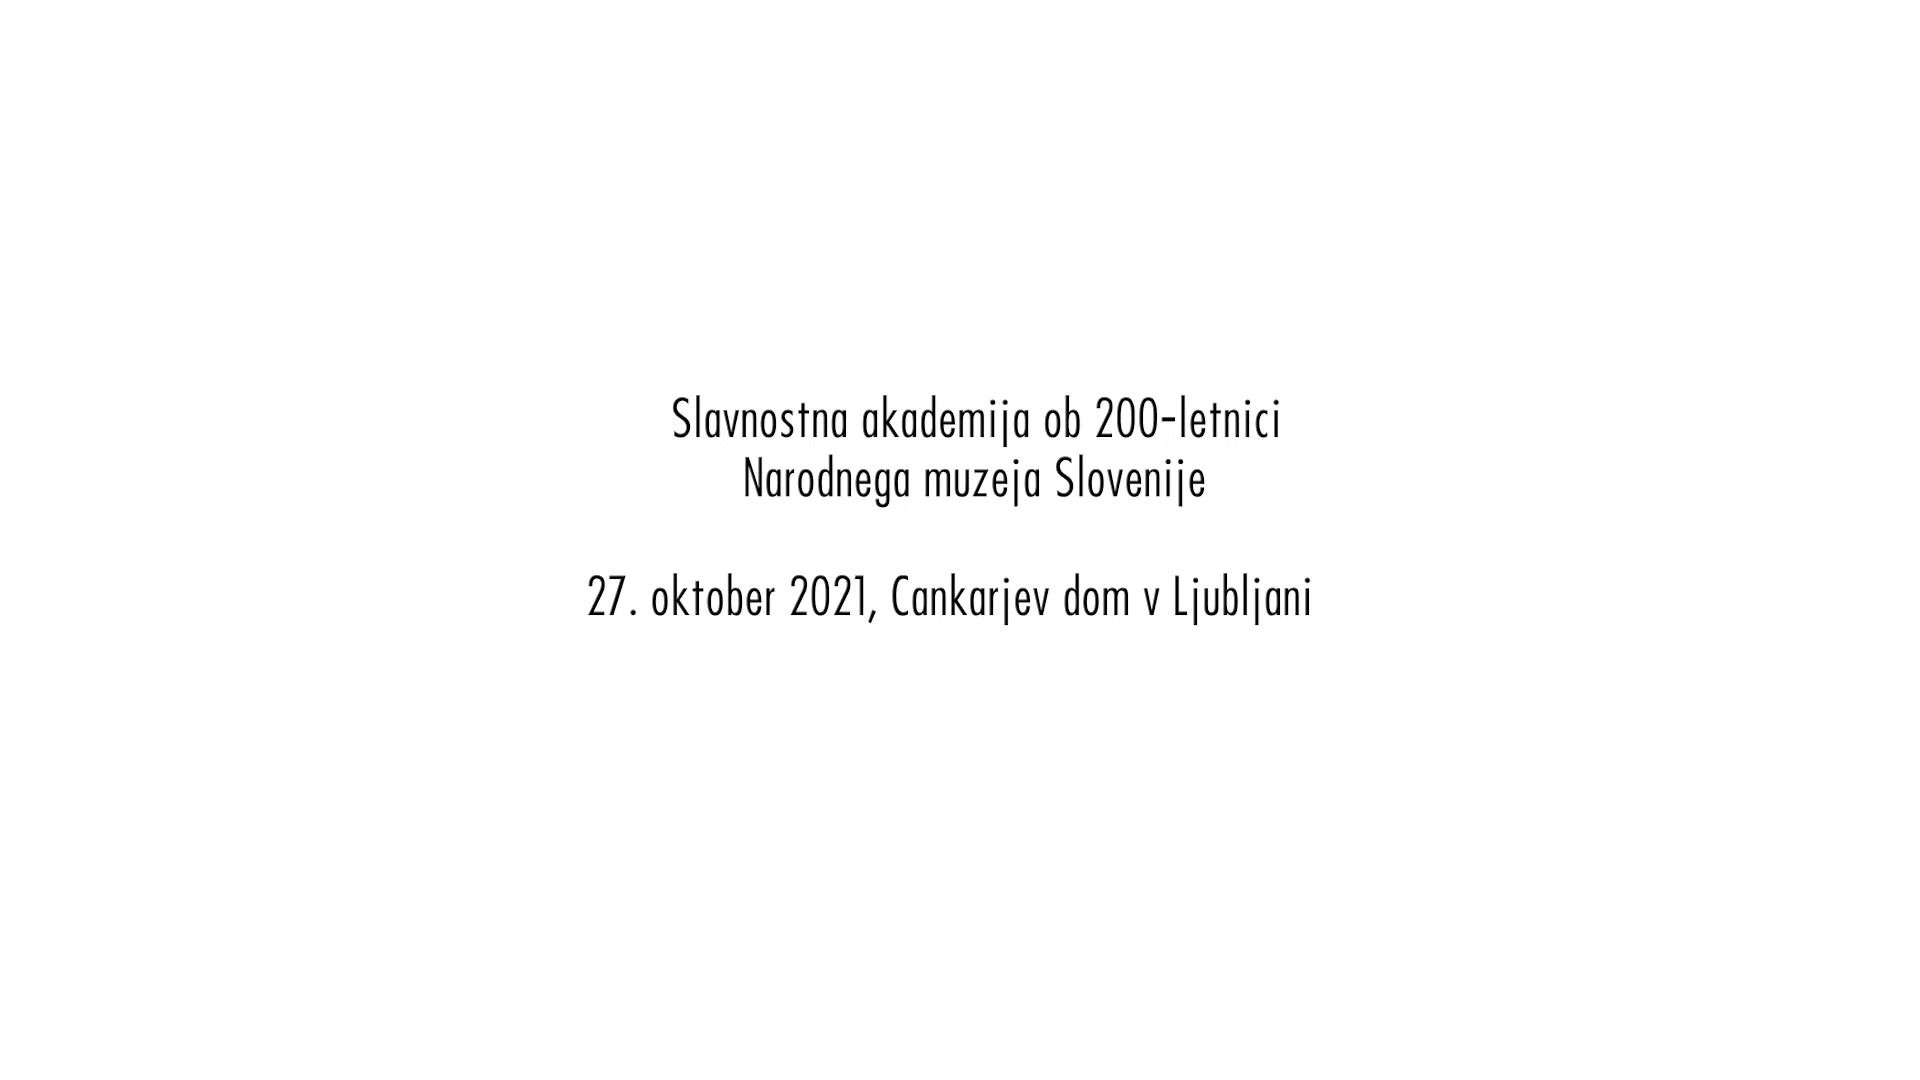 Slavnostna akademija ob 200-letnici
Narodnega muzeja Slovenije
27. oktober 2021, Cankarjev dom v Ljubljani